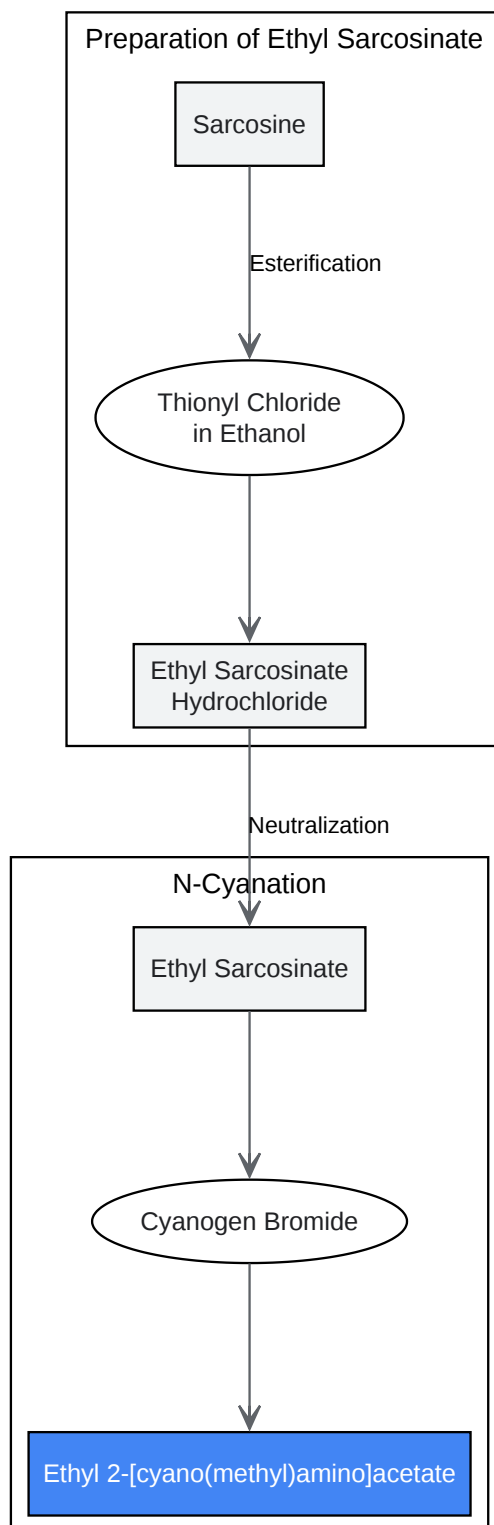 Preparation of Ethyl Sarcosinate
Sarcosine
Esterification
Thionyl Chloride
in Ethanol
Ethyl Sarcosinate
Hydrochloride
Neutralization
N-Cyanation
Ethyl Sarcosinate
Cyanogen Bromide
Ethyl 2-[cyano(methyl)amino]acetate